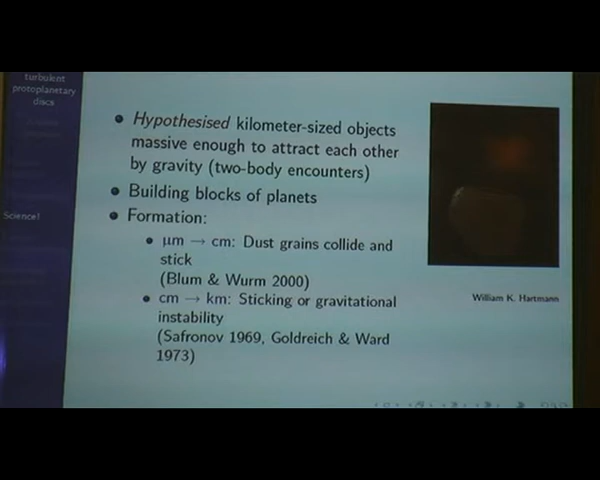 turbulent
protoplanetary
discs
Science!
• Hypothesised kilometer-sized objects
massive enough to attract each other
by gravity (two-body encounters)
• Building blocks of planets
• Formation:
• μm → cm: Dust grains collide and
stick
(Blum & Wurm 2000)
• cm → km: Sticking or gravitational
instability
(Safronov 1969, Goldreich & Ward
1973)
William K. Hartmann